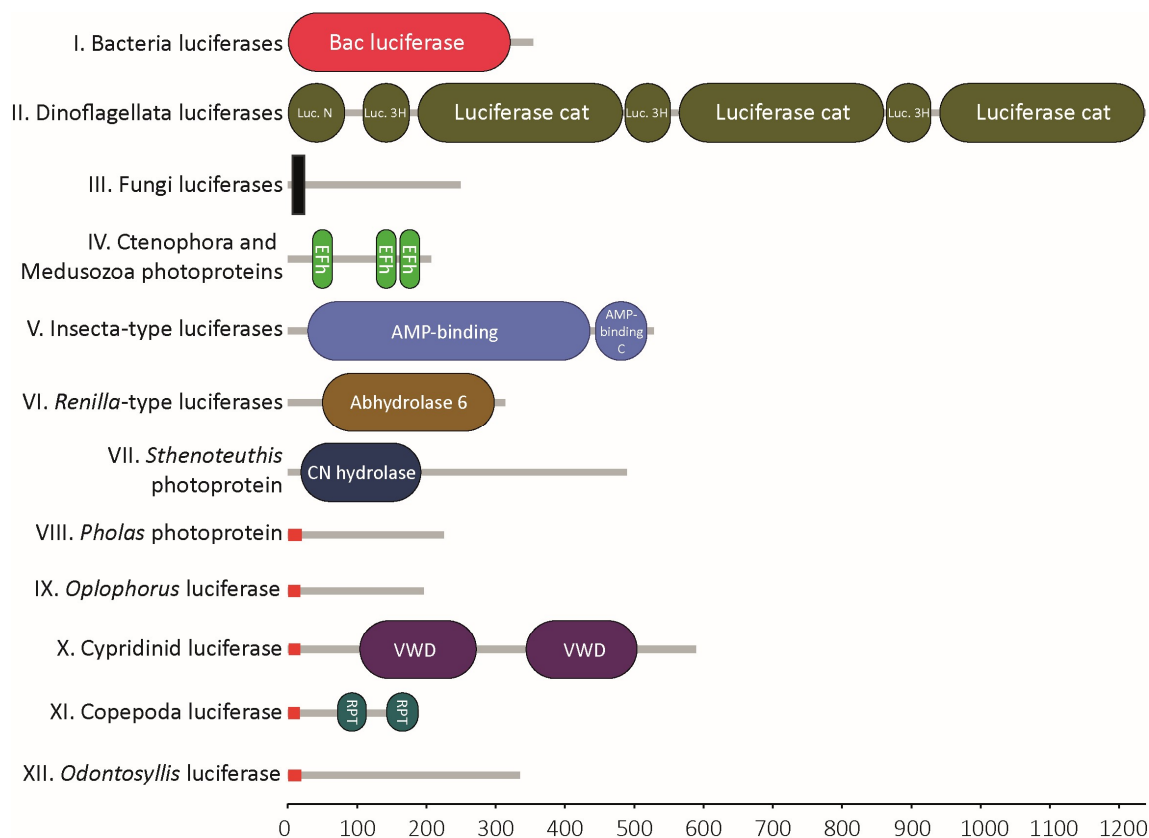 I. Bacteria luciferases
Bac luciferase
II. Dinoflagellata luciferases
Luc. N
Luc. 3H
Luciferase cat
Luc. 3H
Luciferase cat
Luc. 3H
Luciferase cat
III. Fungi luciferases
IV. Ctenophora and
Medusozoa photoproteins
EFh
EFh
EFh
V. Insecta-type luciferases
AMP-binding
AMP-
binding
C
VI. Renilla-type luciferases
Abhydrolase 6
VII. Sthenoteuthis
photoprotein
CN hydrolase
VIII. Pholas photoprotein
IX. Oplophorus luciferase
X. Cypridinid luciferase
VWD
VWD
XI. Copepoda luciferase
RPT
RPT
XII. Odontosyllis luciferase
0 100 200 300 400 500 600 700 800 900 1000 1100 1200